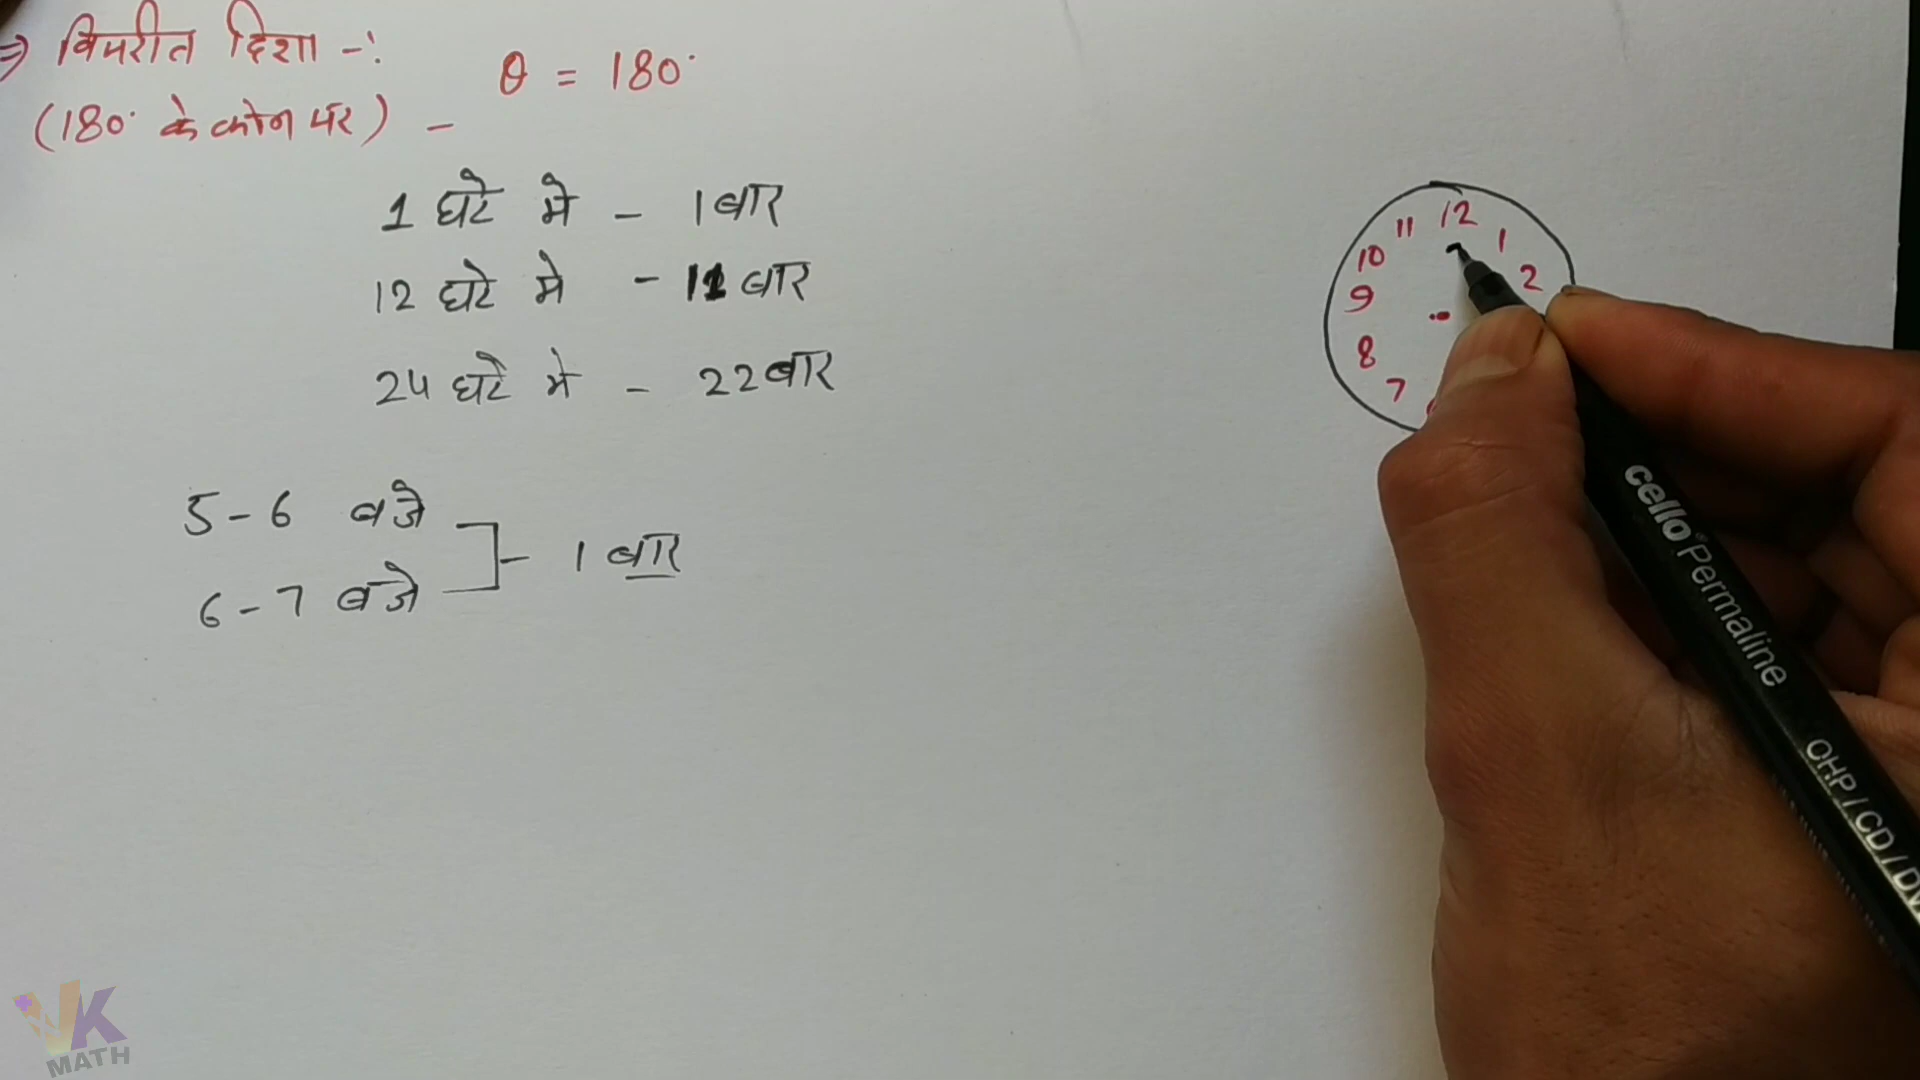 ⇒ विपरीत दिशा -:
θ = 180°
(180° के कोण पर) -
1 घंटे में - 1 बार
12 घंटे में - 11 बार
24 घंटे में - 22 बार
5-6 बजे
6-7 बजे
- 1 बार
12
11
1
10
2
9
8
7
cello Permaline
OHP/CD/DV
VK
MATH